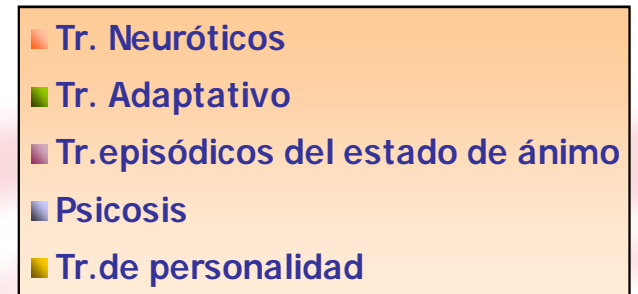 Tr. Neuróticos
Tr. Adaptativo
Tr.episódicos del estado de ánimo
Psicosis
Tr.de personalidad